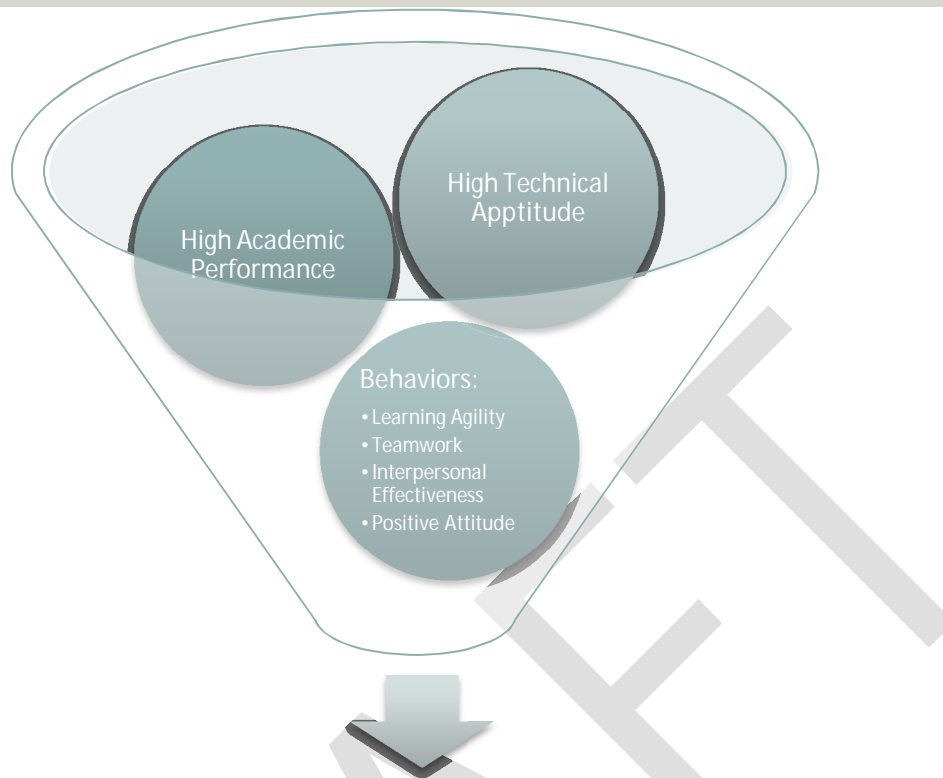 High Technical
Apptitude
High Academic
Performance
Behaviors:
• Learning Agility
• Teamwork
• Interpersonal
Effectiveness
• Positive Attitude